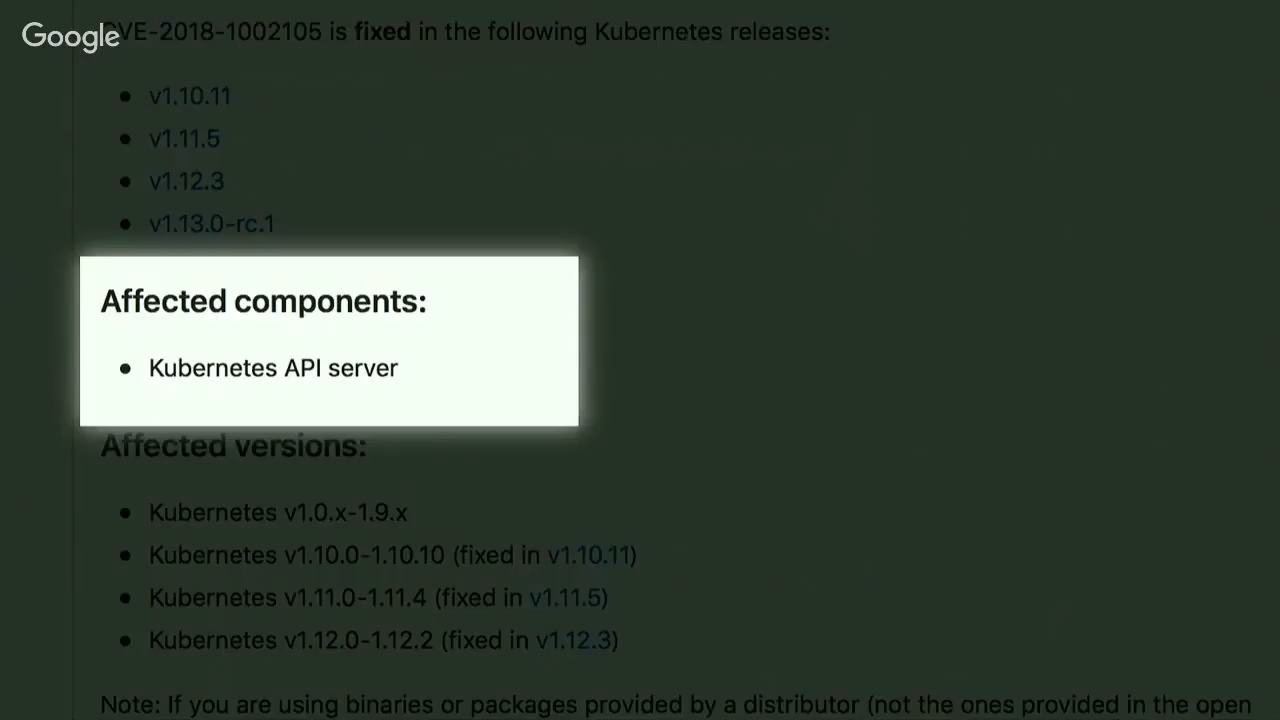 Google
VE-2018-1002105 is fixed in the following Kubernetes releases:
• v1.10.11
• v1.11.5
• v1.12.3
• v1.13.0-rc.1
Affected components:
• Kubernetes API server
Affected versions:
• Kubernetes v1.0.x-1.9.x
• Kubernetes v1.10.0-1.10.10 (fixed in v1.10.11)
• Kubernetes v1.11.0-1.11.4 (fixed in v1.11.5)
• Kubernetes v1.12.0-1.12.2 (fixed in v1.12.3)
Note: If you are using binaries or packages provided by a distributor (not the ones provided in the open